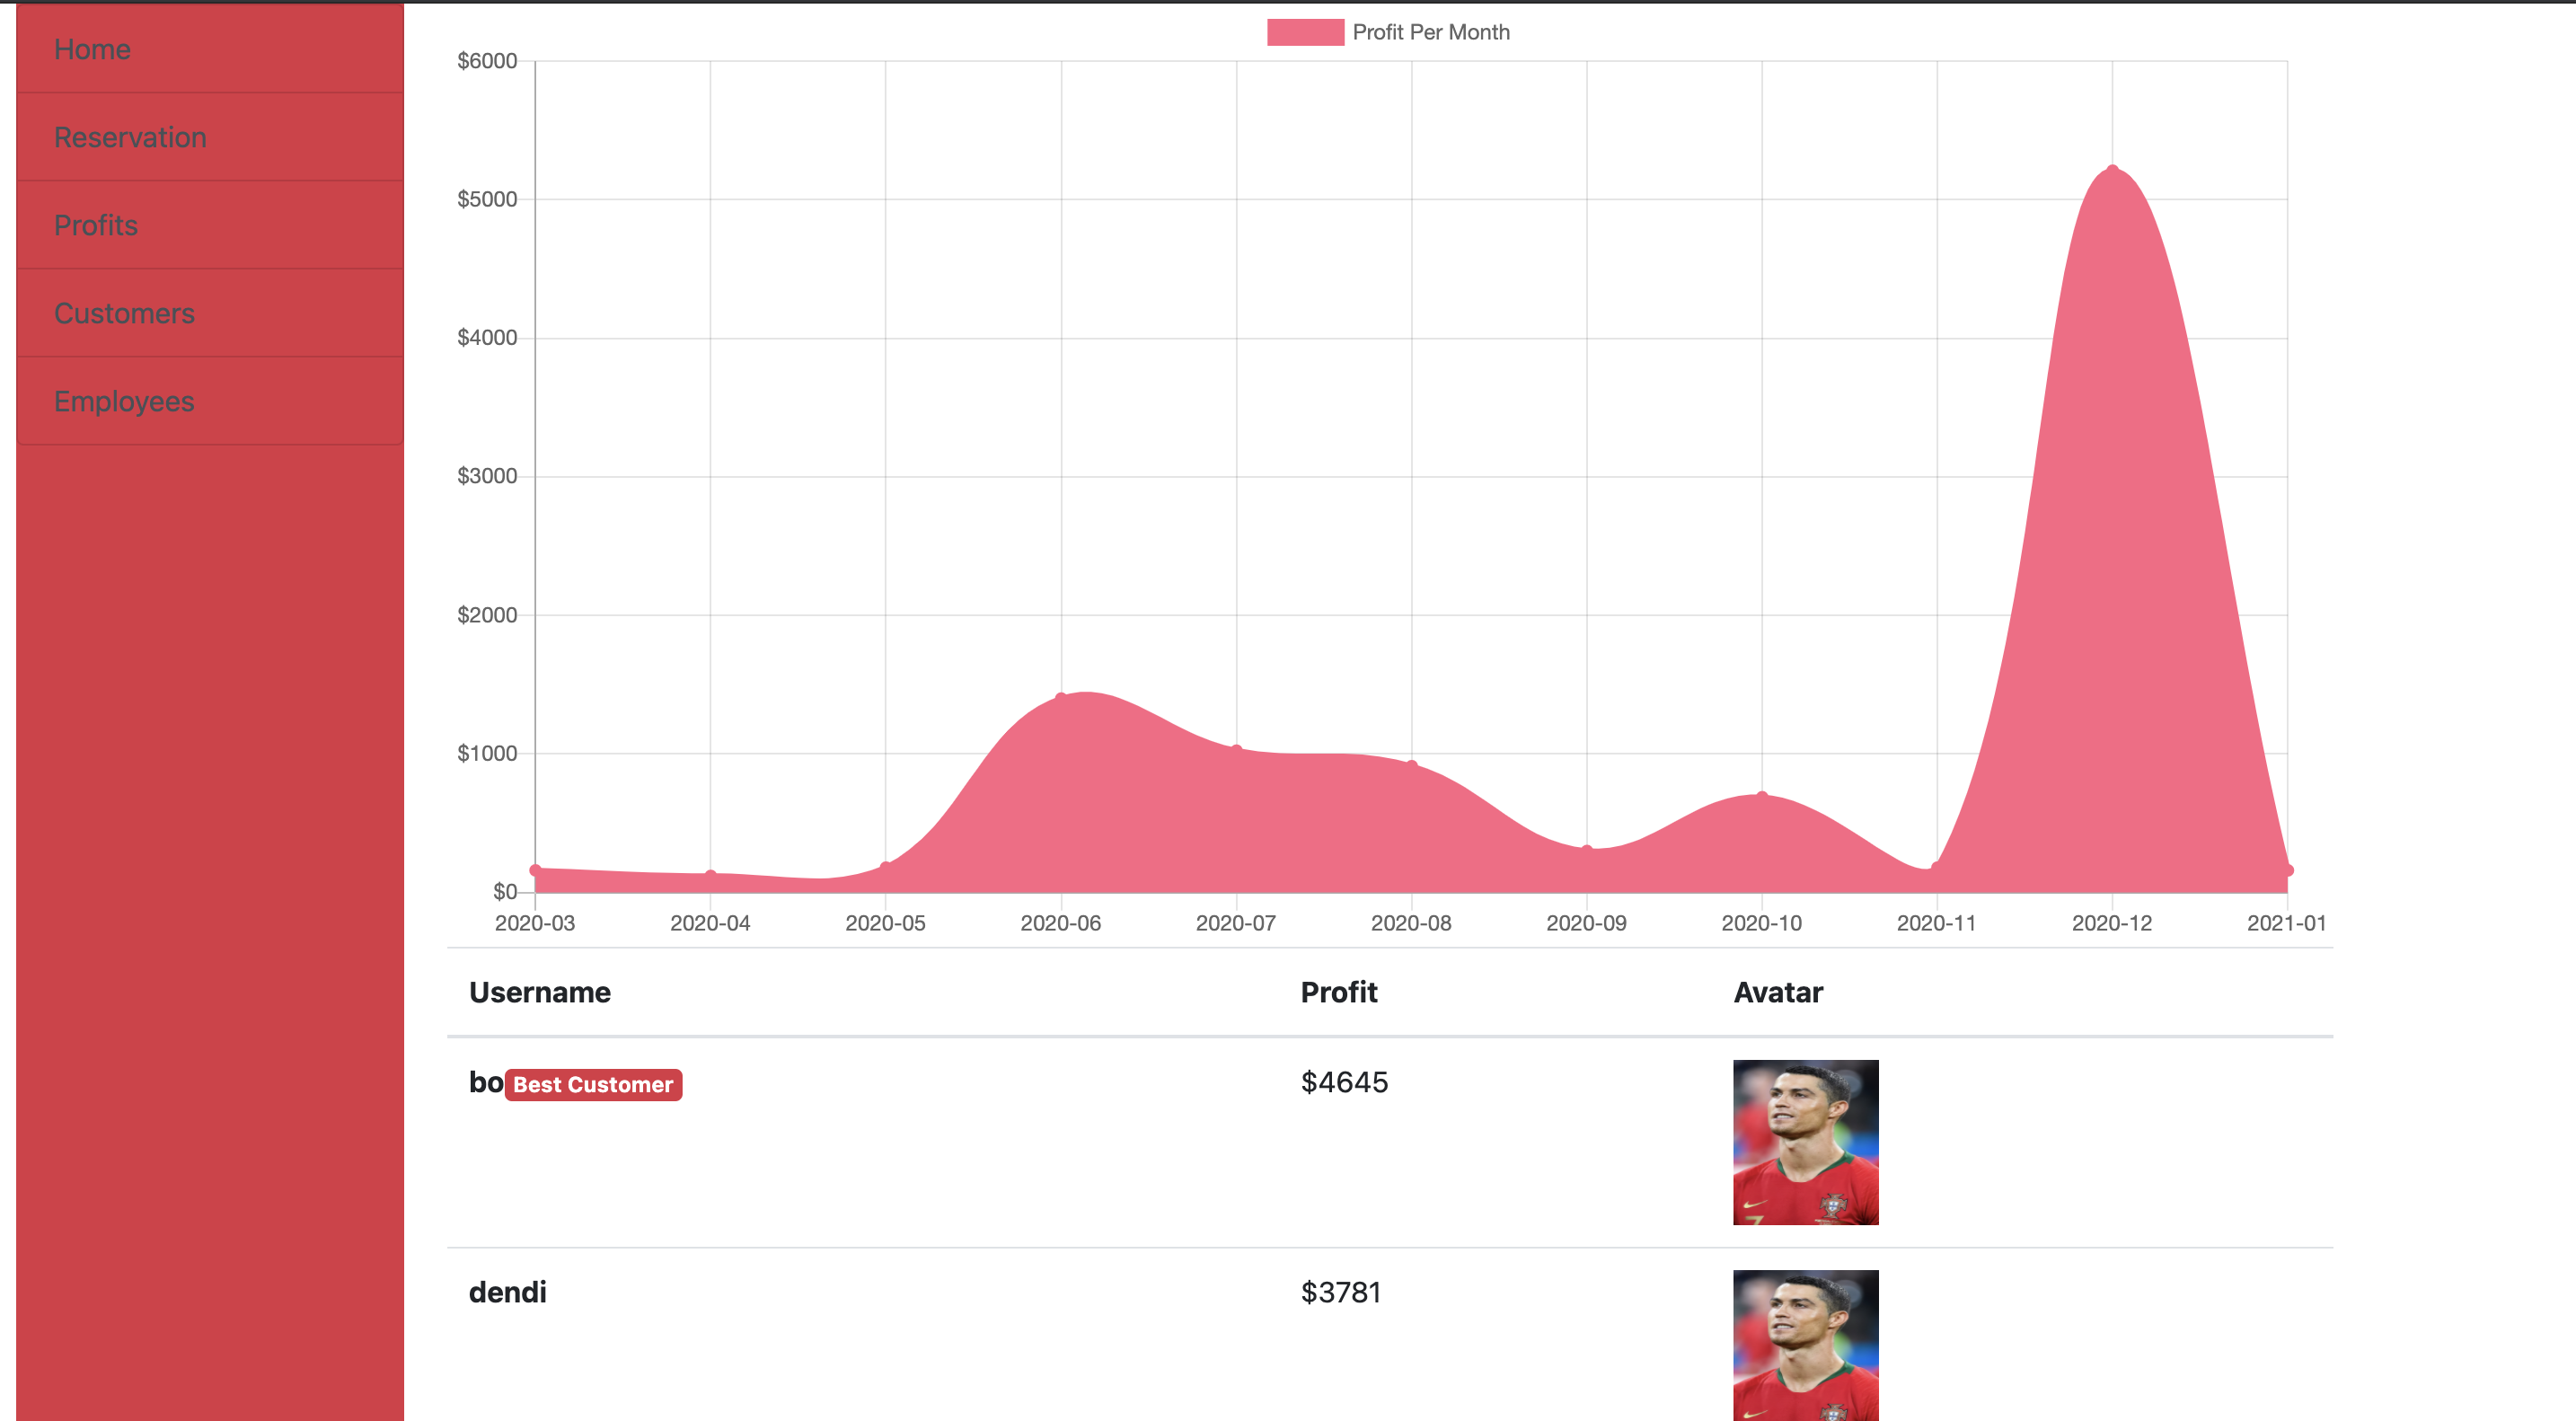 Home
Reservation
Profits
Customers
Employees
Profit Per Month
$6000
$5000
$4000
$3000
$2000
$1000
$0
2020-03 2020-04 2020-05 2020-06 2020-07 2020-08 2020-09 2020-10 2020-11 2020-12 2021-01
Username Profit Avatar
bo Best Customer $4645
dendi $3781